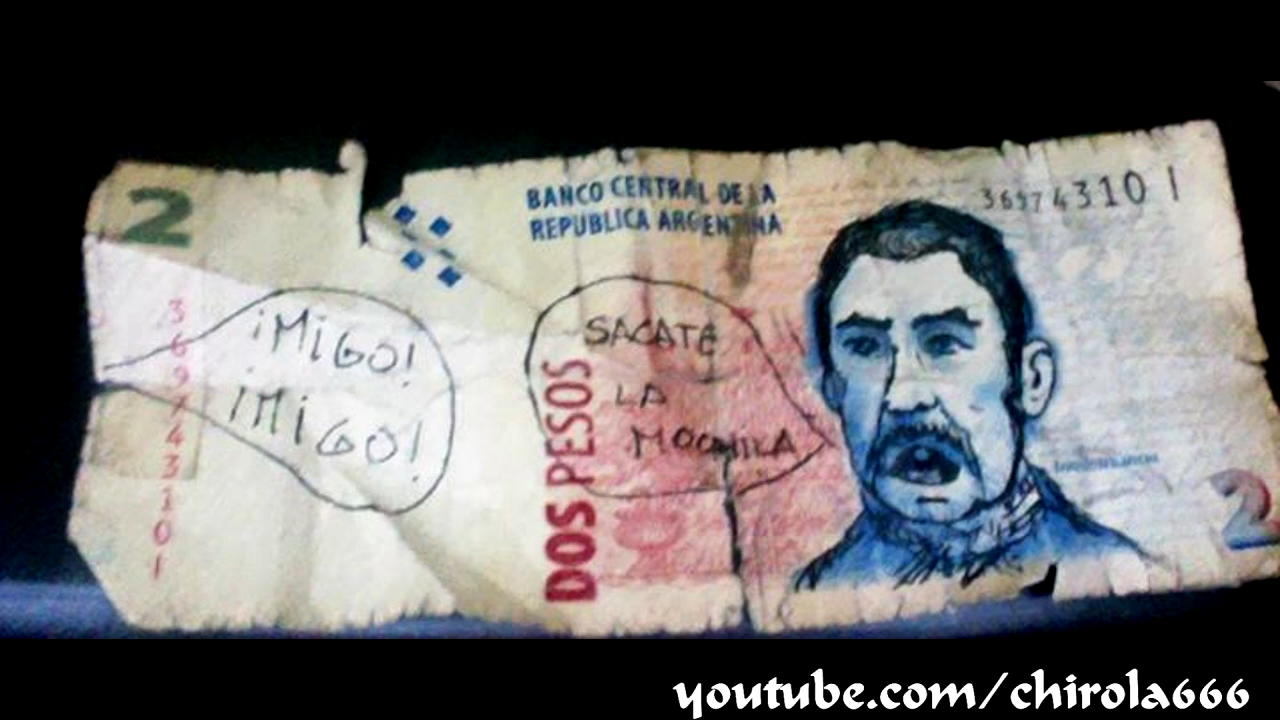 2
BANCO CENTRAL DE LA
REPUBLICA ARGENTINA
36974310 I
¡MiGO!
¡MiGO!
SACATE
LA
MOCHILA
DOS PESOS
369743101
2
youtube.com/chirola666